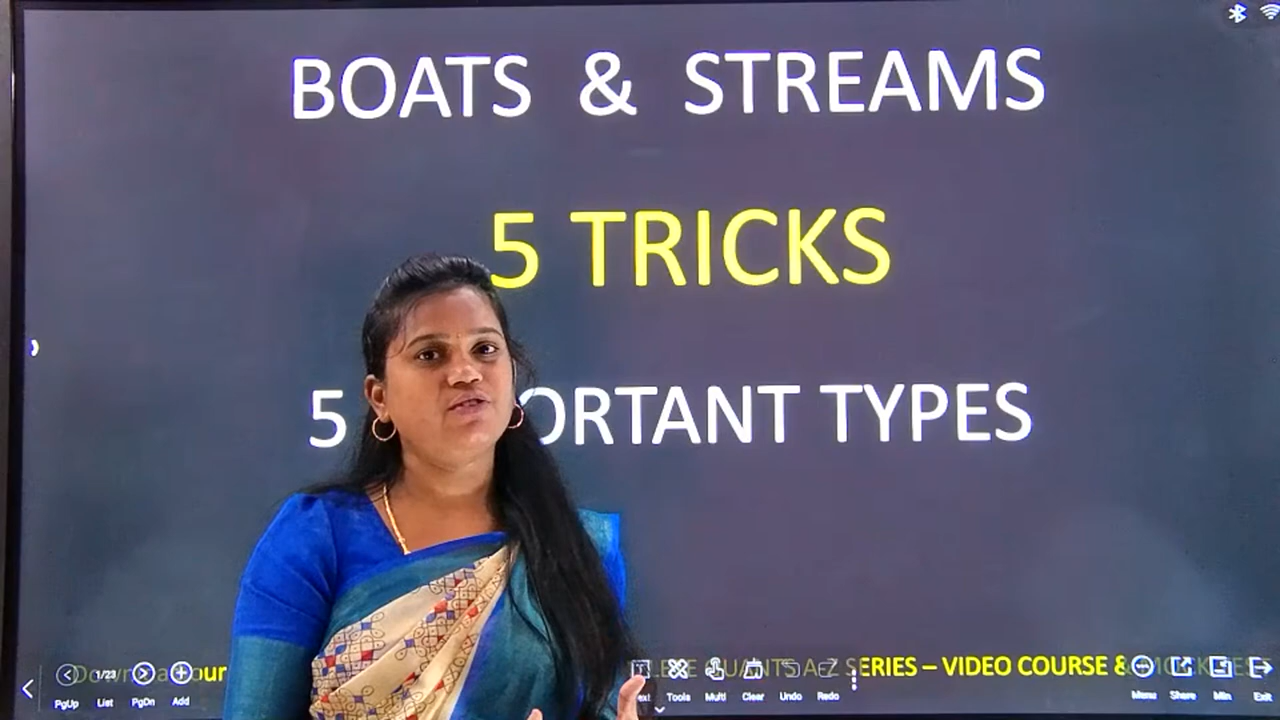 BOATS & STREAMS
5 TRICKS
5 ORTANT TYPES
SERIES – VIDEO COURSE &
1/23
PgUp List PgDn Add
Tools Multi Clear Undo Redo
Menu Share Min Exit